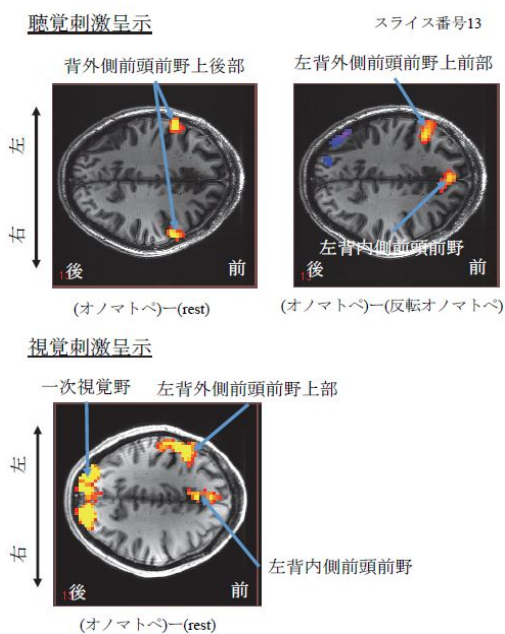 聴覚刺激呈示
スライス番号13
背外側前頭前野上後部
左背外側前頭前野上前部
左
右
左背内側前頭前野
後
前
13
後
前
13
(オノマトペ)ー(rest)
(オノマトペ)ー(反転オノマトペ)
視覚刺激呈示
一次視覚野
左背外側前頭前野上部
左
右
左背内側前頭前野
後
前
13
(オノマトペ)ー(rest)